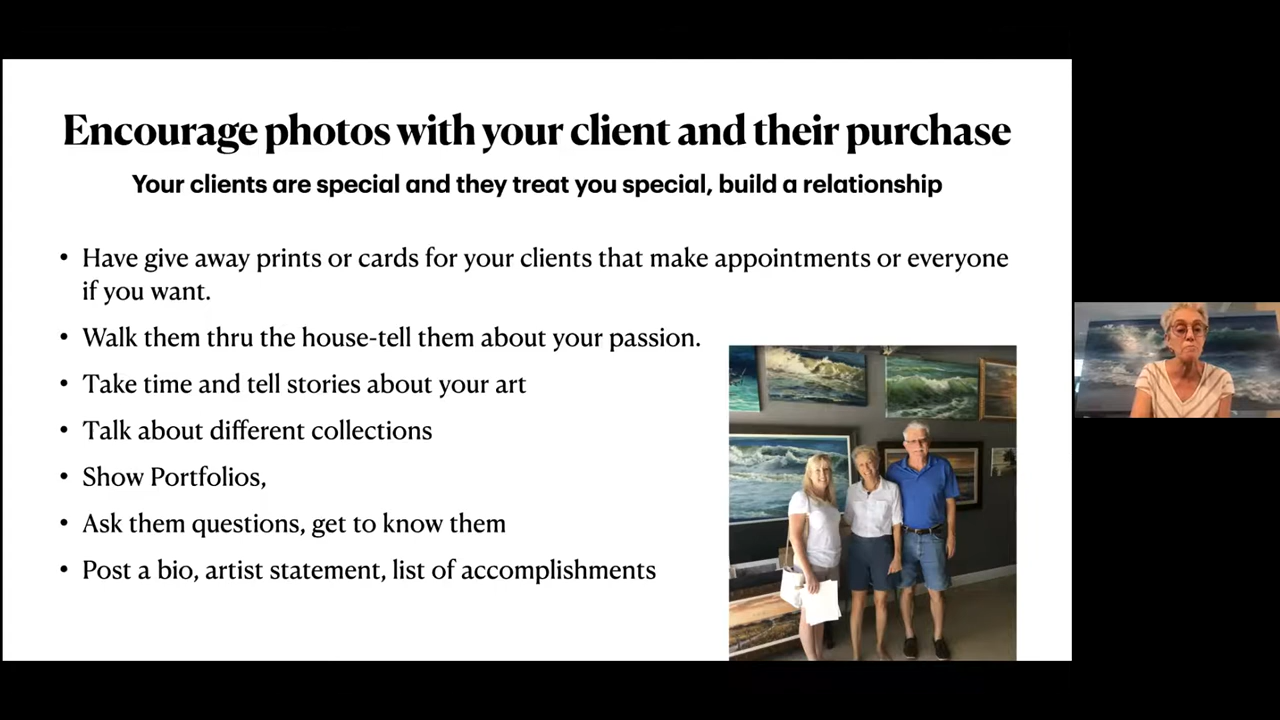 Encourage photos with your client and their purchase
Your clients are special and they treat you special, build a relationship
• Have give away prints or cards for your clients that make appointments or everyone
if you want.
• Walk them thru the house-tell them about your passion.
• Take time and tell stories about your art
• Talk about different collections
• Show Portfolios,
• Ask them questions, get to know them
• Post a bio, artist statement, list of accomplishments